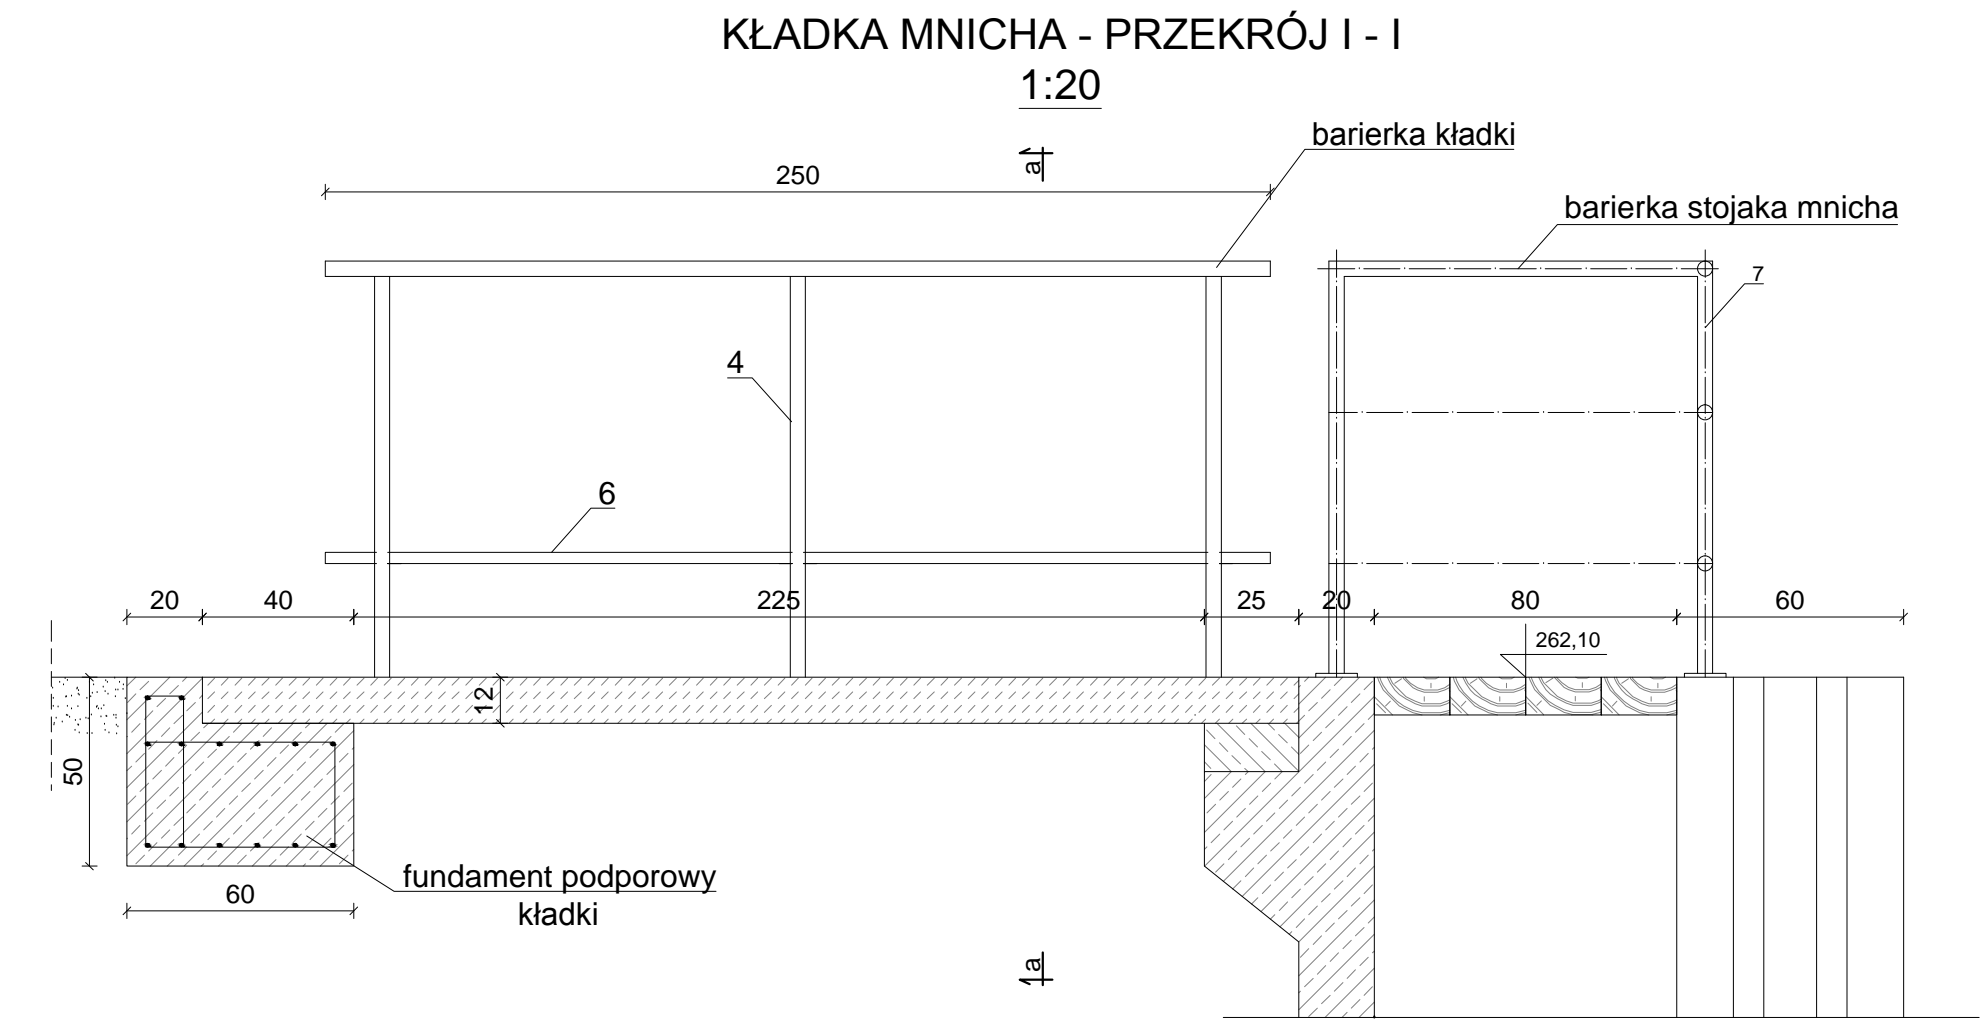 KŁADKA MNICHA - PRZEKRÓJ I - I
1:20
barierka kładki
a
250
barierka stojaka mnicha
7
4
6
20 40 225 25 20 80 60
262,10
12
50
fundament podporowy
60
kładki
a